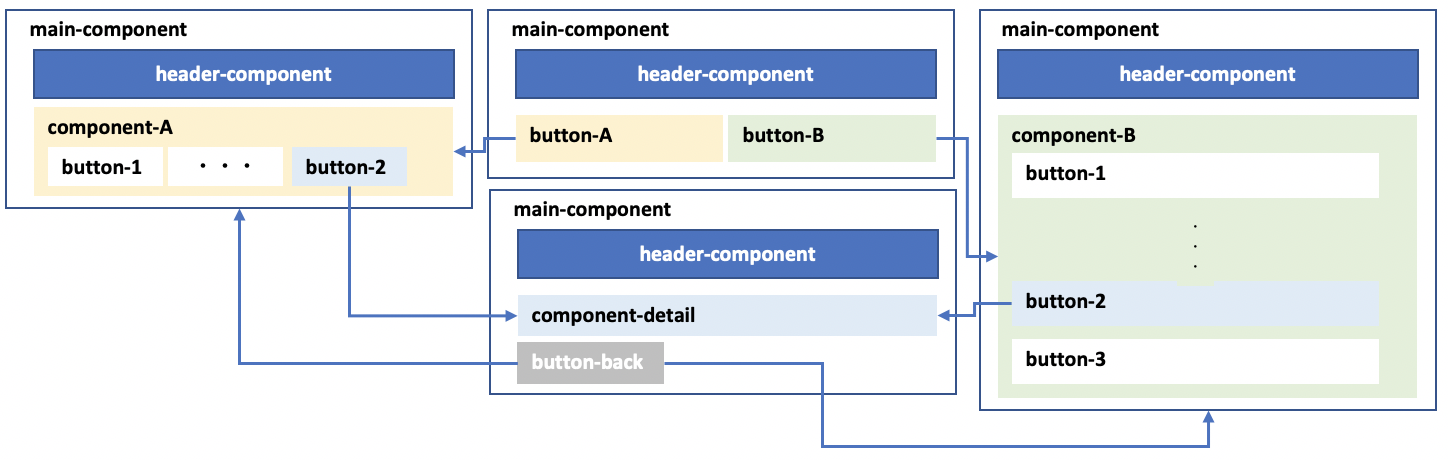 main-component
header-component
component-A
button-1
・・・
button-2
main-component
header-component
button-A
button-B
main-component
header-component
component-detail
button-back
main-component
header-component
component-B
button-1
・
・
・
button-2
button-3